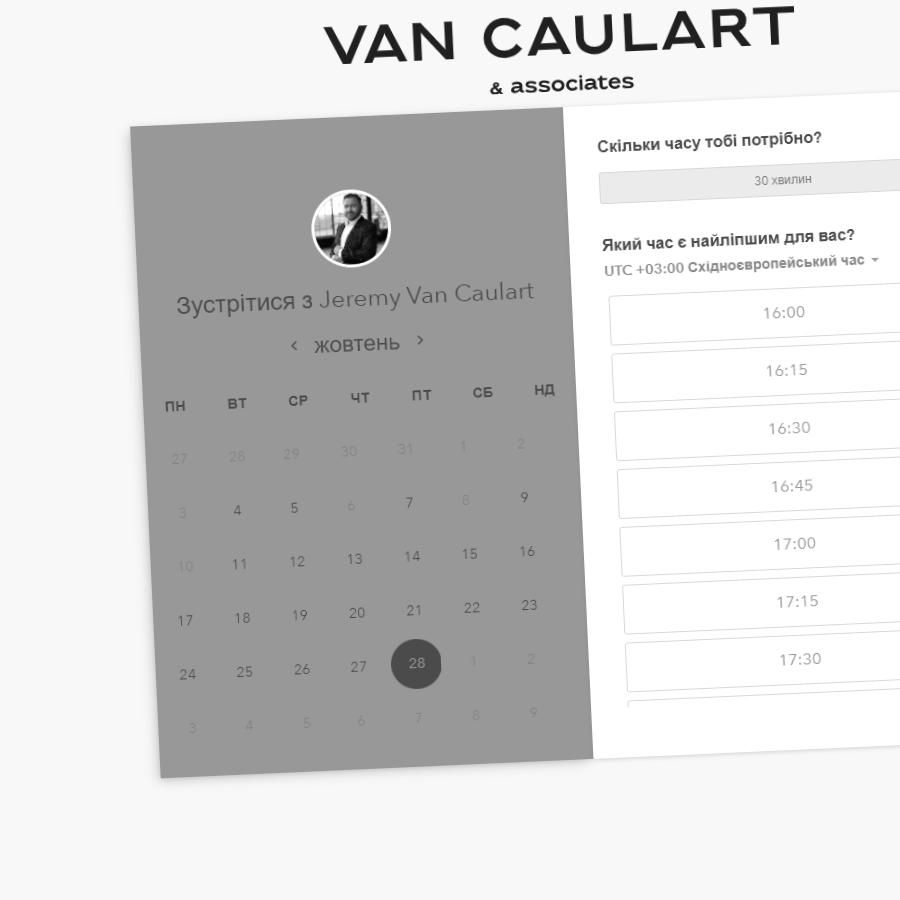 VAN CAULART
& associates
Зустрітися з Jeremy Van Caulart
жовтень
ПН ВТ СР ЧТ ПТ СБ НД
27 28 29 30 31 1 2
3 4 5 6 7 8 9
10 11 12 13 14 15 16
17 18 19 20 21 22 23
24 25 26 27 28 1 2
3 4 5 6 7 8 9
Скільки часу тобі потрібно?
30 хвилин
Який час є найліпшим для вас?
UTC +03:00 Східноєвропейський час
16:00
16:15
16:30
16:45
17:00
17:15
17:30